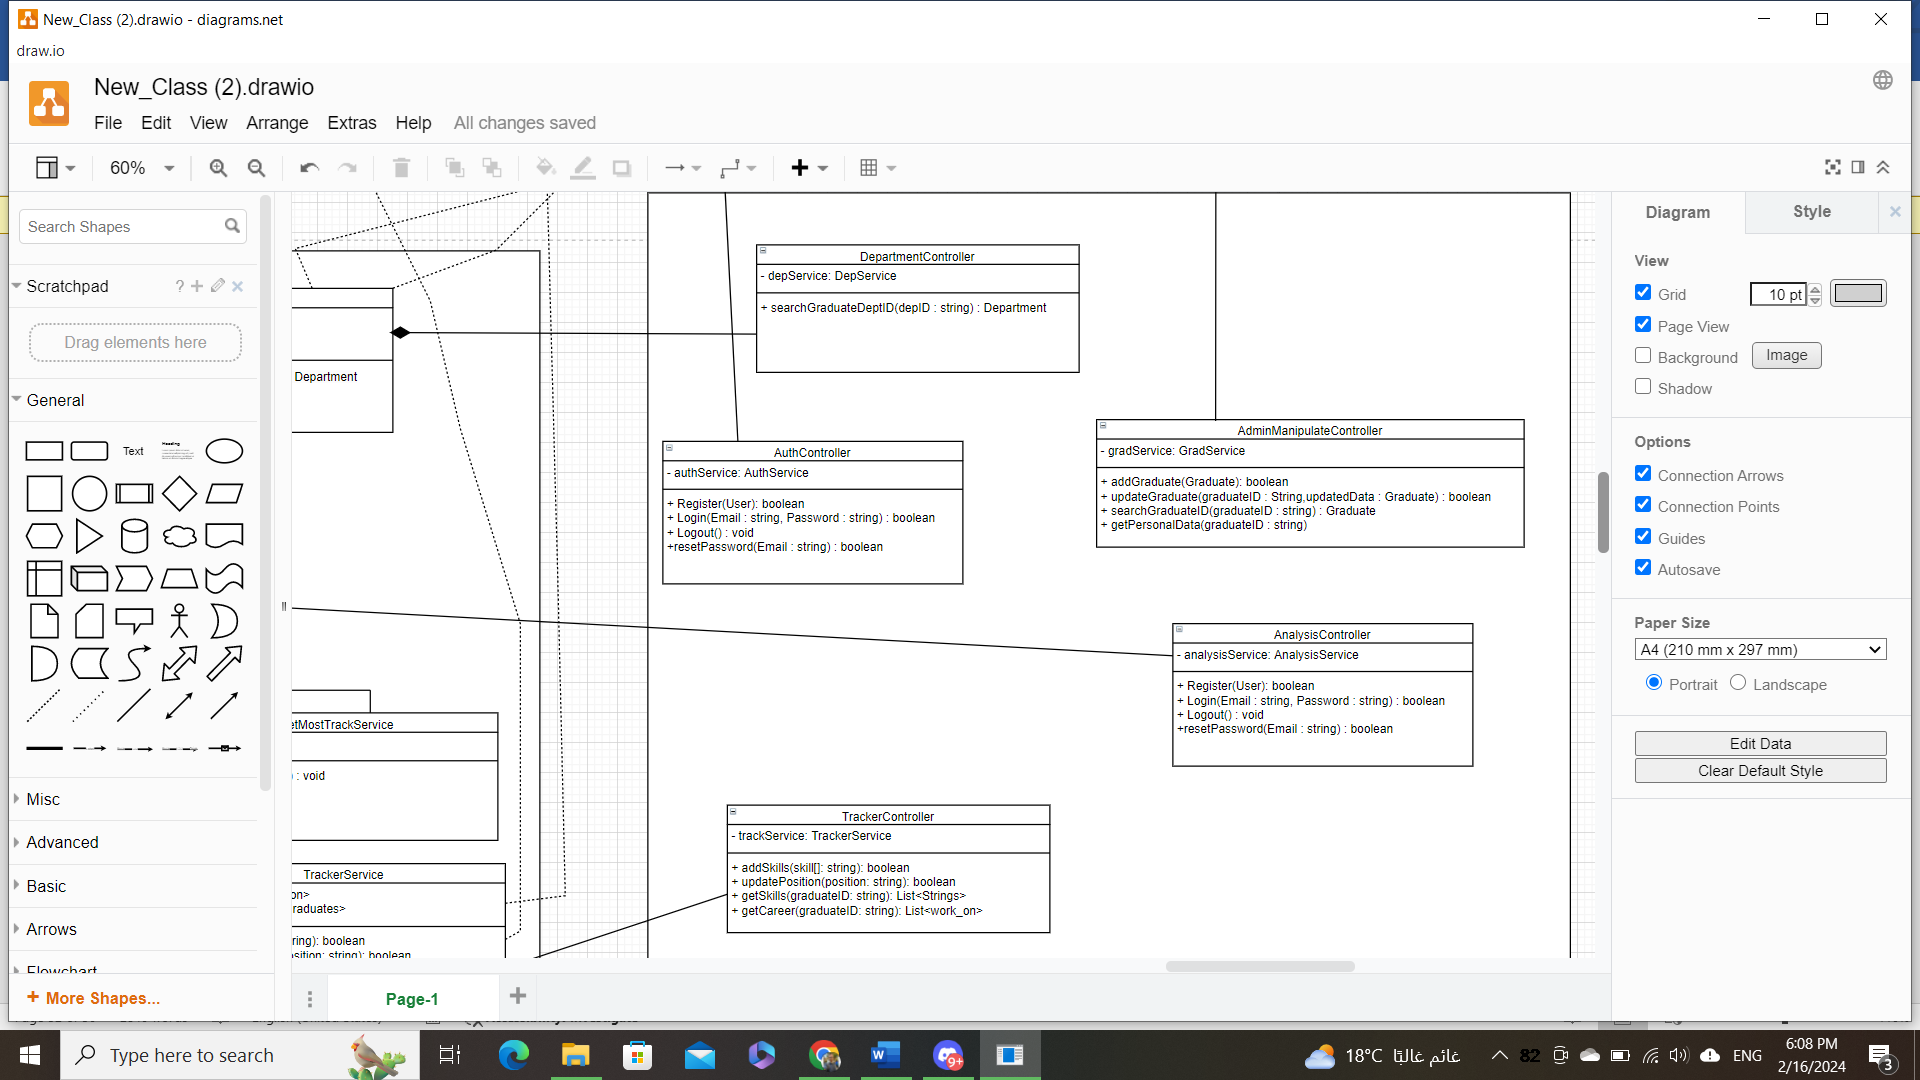 New_Class (2).drawio - diagrams.net
draw.io
New_Class (2).drawio
File Edit View Arrange Extras Help All changes saved
60%
Search Shapes
Scratchpad
?
Drag elements here
General
Text
Heading
Misc
Advanced
Basic
Arrows
Flowchart
+ More Shapes...
Department
etMostTrackService
) : void
TrackerService
on>
raduates>
ring): boolean
osition: string): boolean
DepartmentController
- depService: DepService
+ searchGraduateDeptID(depID : string) : Department
AuthController
- authService: AuthService
+ Register(User): boolean
+ Login(Email : string, Password : string) : boolean
+ Logout() : void
+resetPassword(Email : string) : boolean
AdminManipulateController
- gradService: GradService
+ addGraduate(Graduate): boolean
+ updateGraduate(graduateID : String,updatedData : Graduate) : boolean
+ searchGraduateID(graduateID : string) : Graduate
+ getPersonalData(graduateID : string)
AnalysisController
- analysisService: AnalysisService
+ Register(User): boolean
+ Login(Email : string, Password : string) : boolean
+ Logout() : void
+resetPassword(Email : string) : boolean
TrackerController
- trackService: TrackerService
+ addSkills(skill[]: string): boolean
+ updatePosition(position: string): boolean
+ getSkills(graduateID: string): List<Strings>
+ getCareer(graduateID: string): List<work_on>
Page-1
Diagram Style
View
Grid 10 pt
Page View
Background Image
Shadow
Options
Connection Arrows
Connection Points
Guides
Autosave
Paper Size
A4 (210 mm x 297 mm)
Portrait Landscape
Edit Data
Clear Default Style
Type here to search
9+
18°C غائم غالبًا
82
ENG
6:08 PM
2/16/2024
3